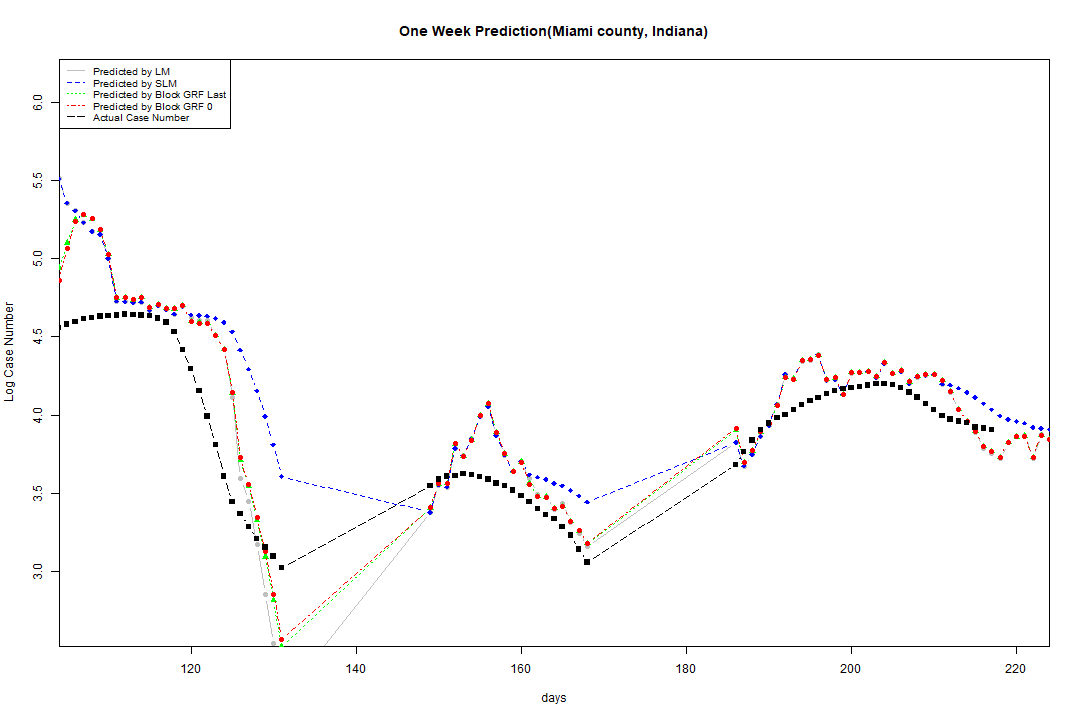 One Week Prediction(Miami county, Indiana)
Predicted by LM
Predicted by SLM
Predicted by Block GRF Last
Predicted by Block GRF 0
Actual Case Number
6.0
5.5
5.0
4.5
4.0
3.5
3.0
Log Case Number
120 140 160 180 200 220
days